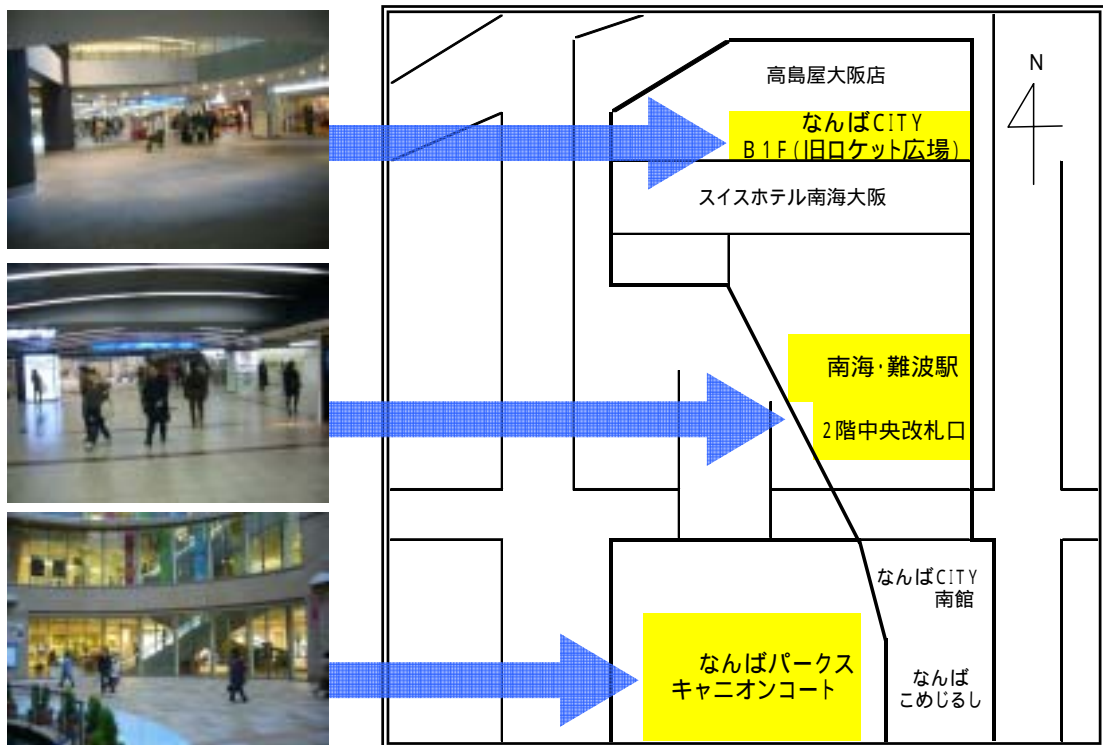 N
高島屋大阪店
なんばCITY
B1F(旧ロケット広場)
スイスホテル南海大阪
南海・難波駅
2階中央改札口
なんばCITY
南館
なんばパークス
キャニオンコート
なんば
こめじるし